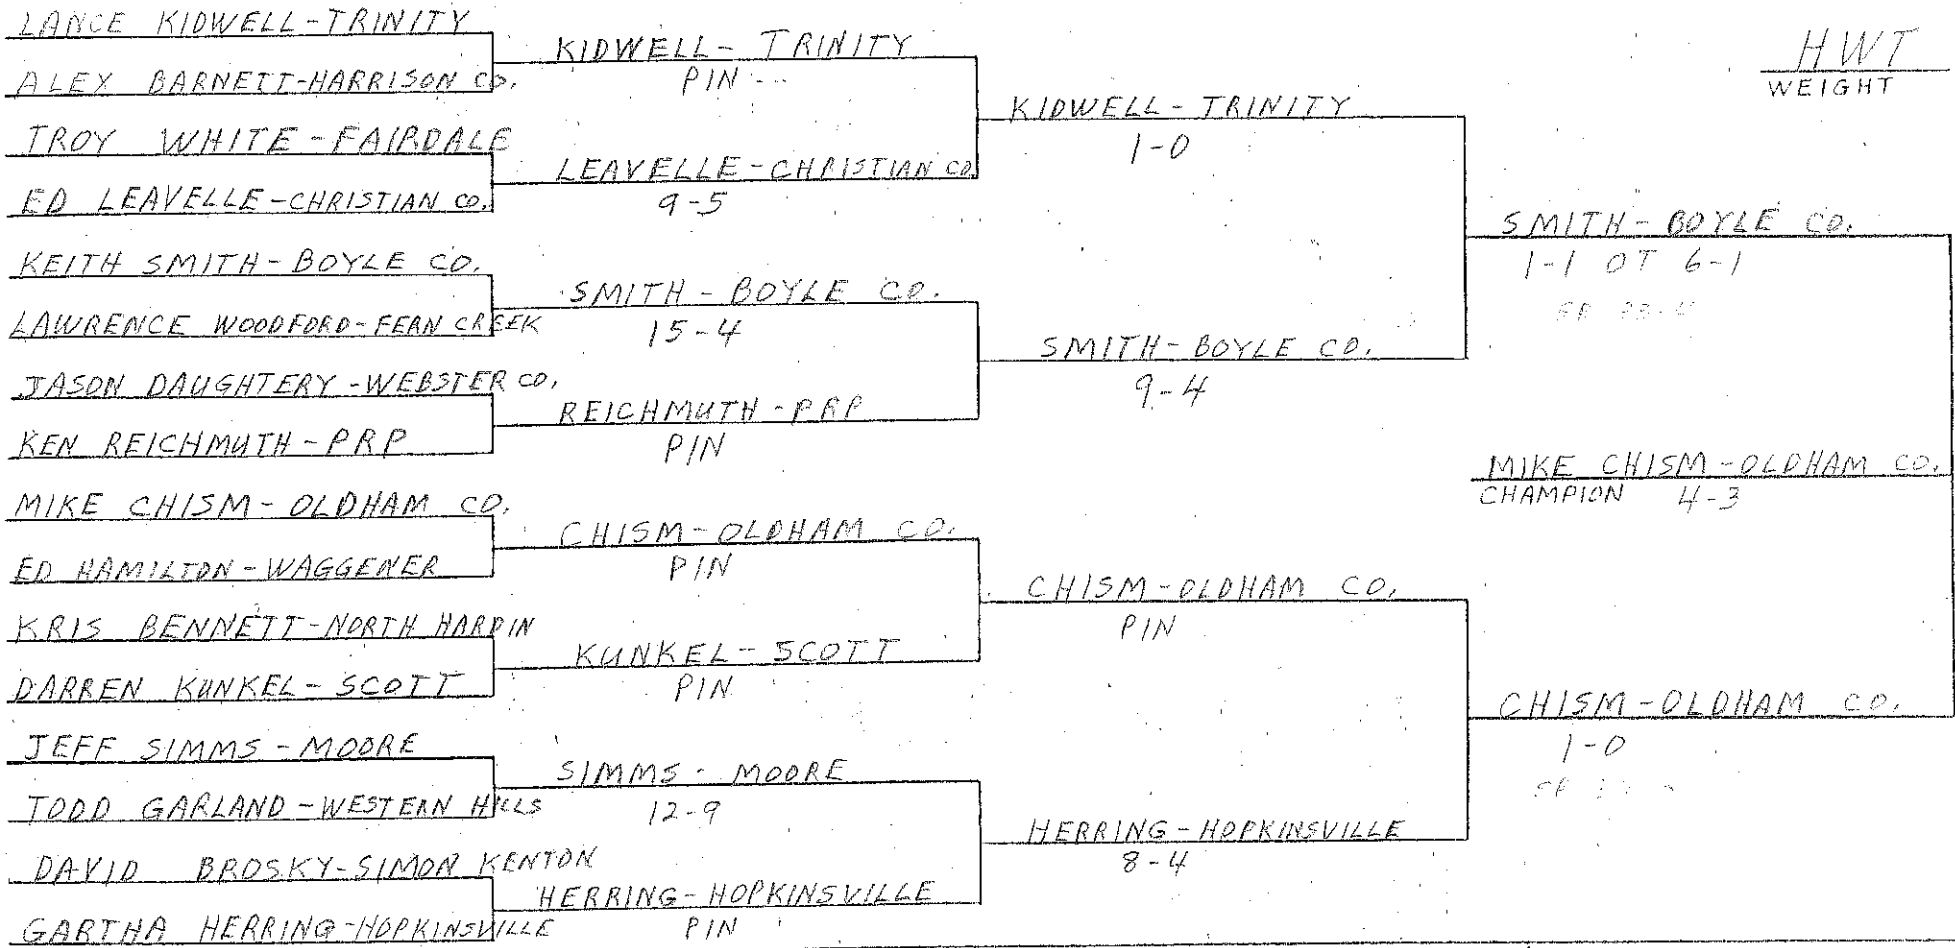 HWT
WEIGHT
LANCE KIDWELL-TRINITY
ALEX BARNETT-HARRISON CO.
TROY WHITE-FAIRDALE
ED LEAVELLE-CHRISTIAN CO.
KEITH SMITH-BOYLE CO.
LAWRENCE WOODFORD-FERN CREEK
JASON DAUGHTERY-WEBSTER CO.
KEN REICHMUTH-PRP
MIKE CHISM-OLDHAM CO.
ED HAMILTON-WAGGENER
KRIS BENNETT-NORTH HARDIN
DARREN KUNKEL-SCOTT
JEFF SIMMS-MOORE
TODD GARLAND-WESTERN HILLS
DAVID BROSKY-SIMON KENTON
GARTHA HERRING-HOPKINSVILLE
KIDWELL-TRINITY
PIN
LEAVELLE-CHRISTIAN CO.
9-5
SMITH-BOYLE CO.
15-4
REICHMUTH-PRP
PIN
CHISM-OLDHAM CO.
PIN
KUNKEL-SCOTT
PIN
SIMMS-MOORE
12-9
HERRING-HOPKINSVILLE
PIN
KIDWELL-TRINITY
1-0
SMITH-BOYLE CO.
9-4
CHISM-OLDHAM CO.
PIN
HERRING-HOPKINSVILLE
8-4
SMITH-BOYLE CO.
1-1 OT 6-1
CHISM-OLDHAM CO.
1-0
MIKE CHISM-OLDHAM CO.
CHAMPION 4-3